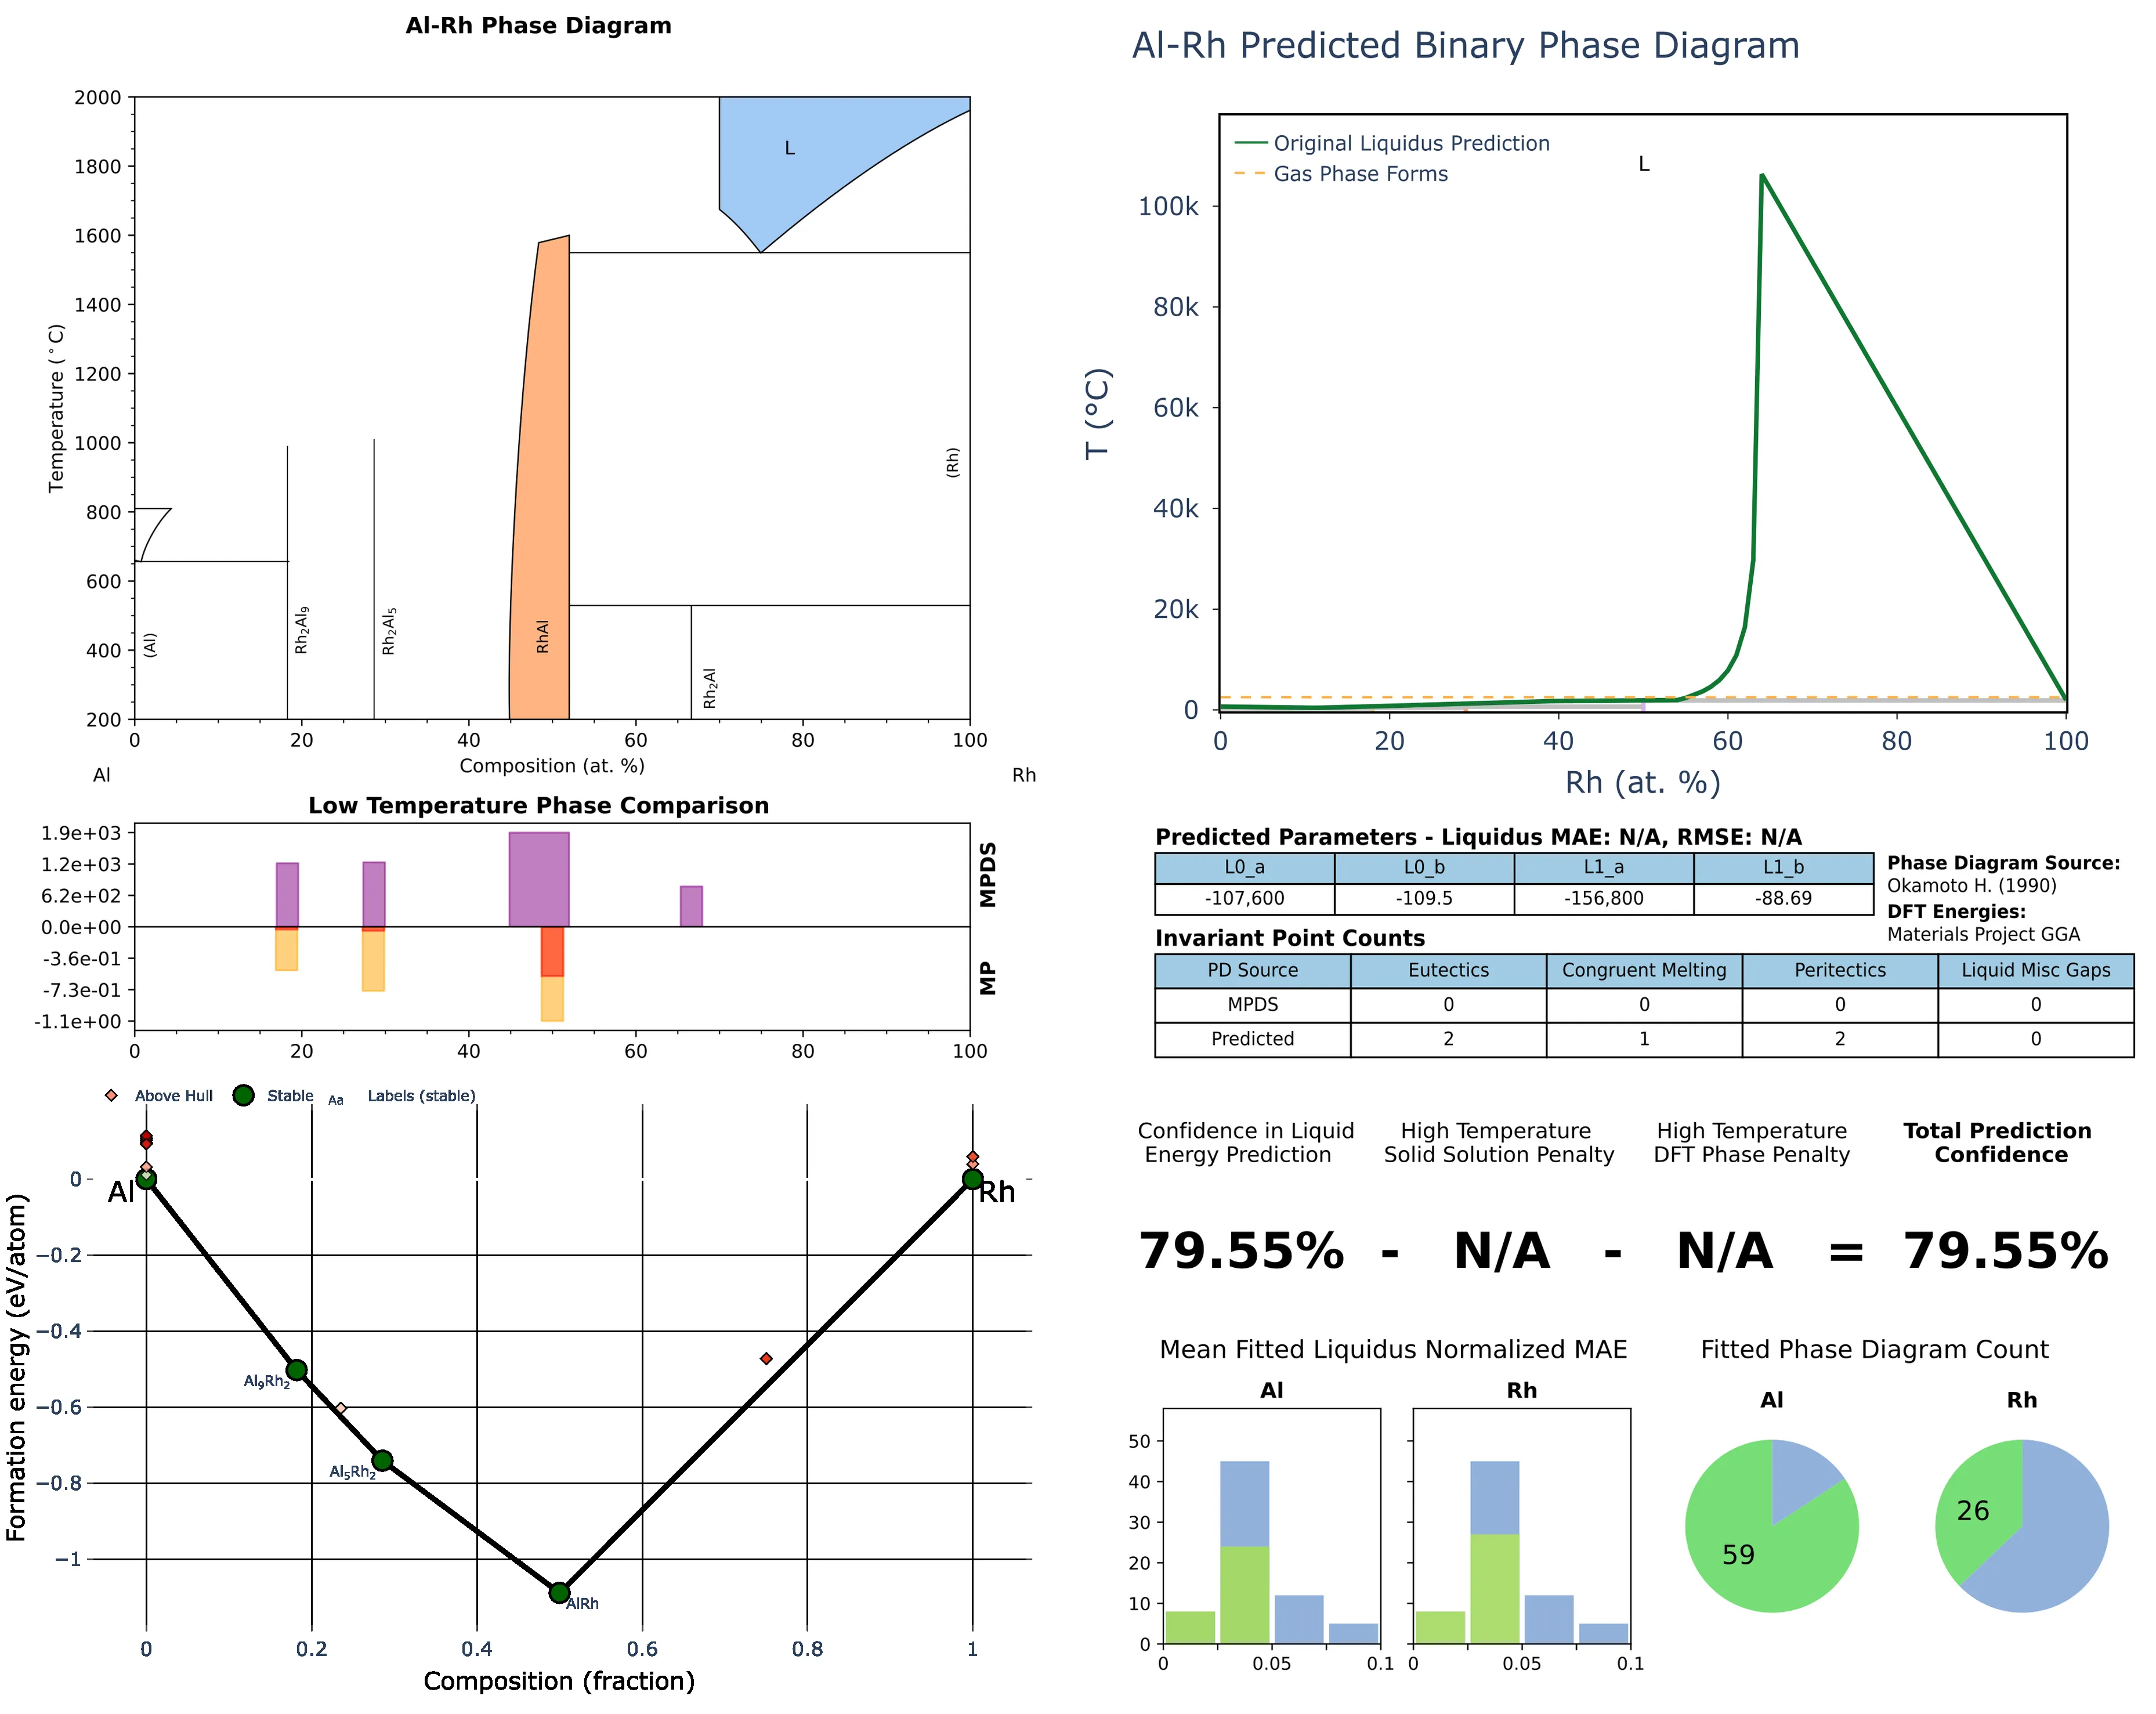 Al-Rh Phase Diagram
2000
1800
1600
1400
1200
1000
800
600
400
200
Temperature (°C)
L
(Al)
Rh₂Al₉
Rh₂Al₅
RhAl
Rh₂Al
(Rh)
0 20 40 60 80 100
Composition (at. %)
Al Rh
Low Temperature Phase Comparison
1.9e+03
1.2e+03
6.2e+02
0.0e+00
-3.6e-01
-7.3e-01
-1.1e+00
MPDS
MP
0 20 40 60 80 100
Above Hull Stable Aa Labels (stable)
0
−0.2
−0.4
−0.6
−0.8
−1
Formation energy (eV/atom)
Al
Rh
Al₉Rh₂
Al₅Rh₂
AlRh
0 0.2 0.4 0.6 0.8 1
Composition (fraction)
Al-Rh Predicted Binary Phase Diagram
Original Liquidus Prediction
Gas Phase Forms
L
100k
80k
60k
40k
20k
0
T (°C)
0 20 40 60 80 100
Rh (at. %)
Predicted Parameters - Liquidus MAE: N/A, RMSE: N/A
L0_a L0_b L1_a L1_b
-107,600 -109.5 -156,800 -88.69
Phase Diagram Source:
Okamoto H. (1990)
DFT Energies:
Materials Project GGA
Invariant Point Counts
PD Source Eutectics Congruent Melting Peritectics Liquid Misc Gaps
MPDS 0 0 0 0
Predicted 2 1 2 0
Confidence in Liquid
Energy Prediction
High Temperature
Solid Solution Penalty
High Temperature
DFT Phase Penalty
Total Prediction
Confidence
79.55% - N/A - N/A = 79.55%
Mean Fitted Liquidus Normalized MAE
Al Rh
50
40
30
20
10
0
0 0.05 0.1 0 0.05 0.1
Fitted Phase Diagram Count
Al Rh
59 26